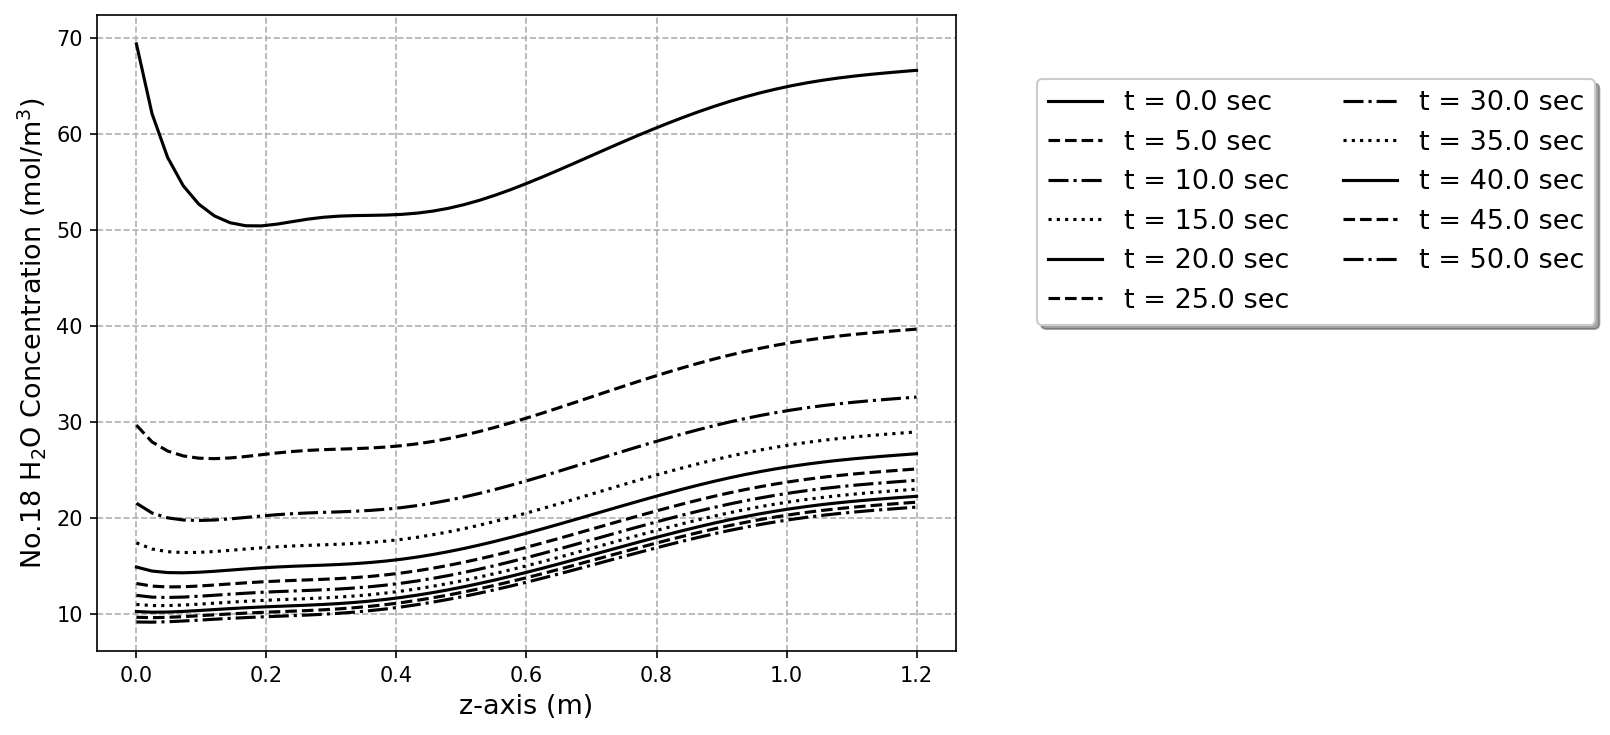 No.18 H₂O Concentration (mol/m³)
70
60
50
40
30
20
10
0.0 0.2 0.4 0.6 0.8 1.0 1.2
z-axis (m)
t = 0.0 sec
t = 5.0 sec
t = 10.0 sec
t = 15.0 sec
t = 20.0 sec
t = 25.0 sec
t = 30.0 sec
t = 35.0 sec
t = 40.0 sec
t = 45.0 sec
t = 50.0 sec